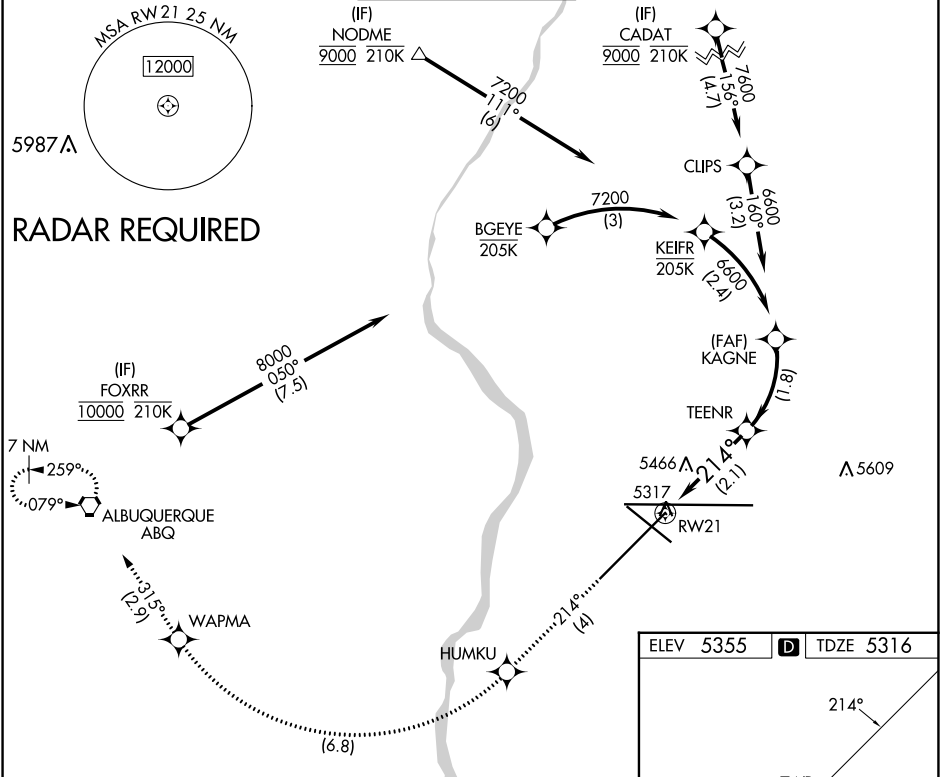 MSA RW 21 25 NM
12000
5987
RADAR REQUIRED
(IF)
NODME
9000 210K
7200
111°
(6)
(IF)
CADAT
9000 210K
7600
156°
(4.7)
CLIPS
6600
160°
(3.2)
BGEYE
205K
7200
(3)
KEIFR
205K
6600
(2.4)
(FAF)
KAGNE
(1.8)
TEENR
(IF)
FOXRR
10000 210K
8000
050°
(7.5)
7 NM
259°
079°
ALBUQUERQUE
ABQ
5466
214°
(2.1)
5609
5317
RW21
315°
(2.9)
WAPMA
214°
(4)
HUMKU
(6.8)
ELEV 5355 D TDZE 5316
214°